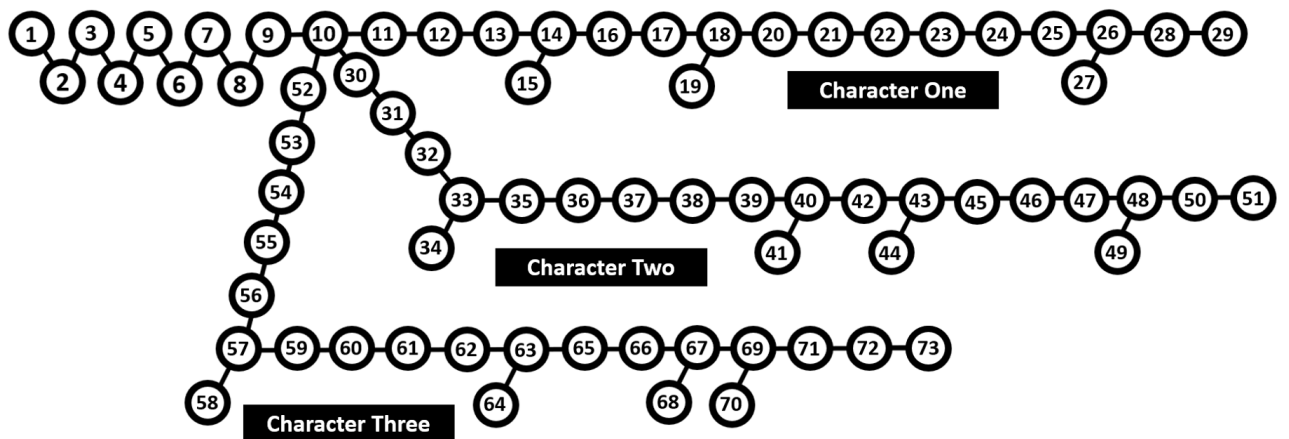 1 3 5 7 9 10 11 12 13 14 16 17 18 20 21 22 23 24 25 26 28 29
2 4 6 8 52 30 15 19 Character One 27
53 31
32
54 33 35 36 37 38 39 40 42 43 45 46 47 48 50 51
55 34 Character Two 41 44 49
56
57 59 60 61 62 63 65 66 67 69 71 72 73
58 64 68 70
Character Three